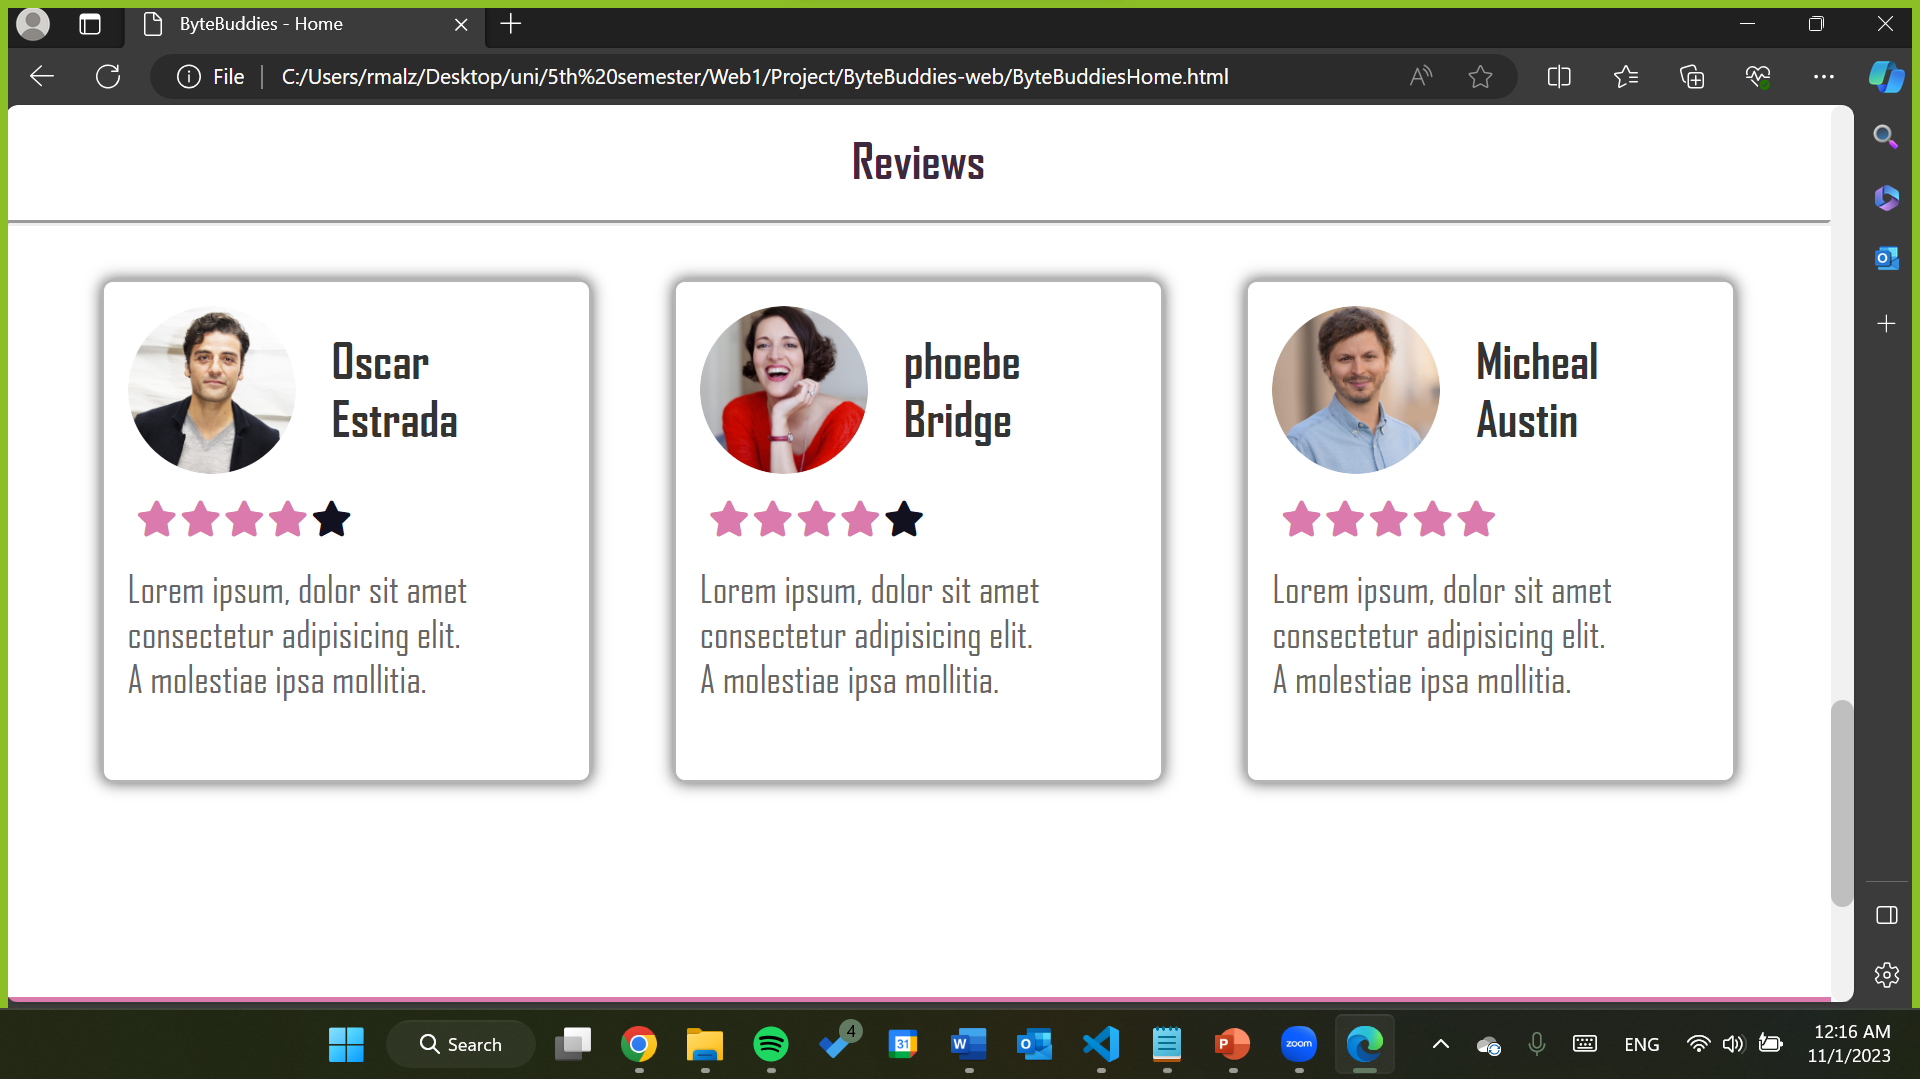 ByteBuddies - Home
File
C:/Users/rmalz/Desktop/uni/5th%20semester/Web1/Project/ByteBuddies-web/ByteBuddiesHome.html
Reviews
Oscar
Estrada
Lorem ipsum, dolor sit amet
consectetur adipisicing elit.
A molestiae ipsa mollitia.
phoebe
Bridge
Lorem ipsum, dolor sit amet
consectetur adipisicing elit.
A molestiae ipsa mollitia.
Micheal
Austin
Lorem ipsum, dolor sit amet
consectetur adipisicing elit.
A molestiae ipsa mollitia.
Search
4
31
W
O
P
zoom
ENG
12:16 AM
11/1/2023